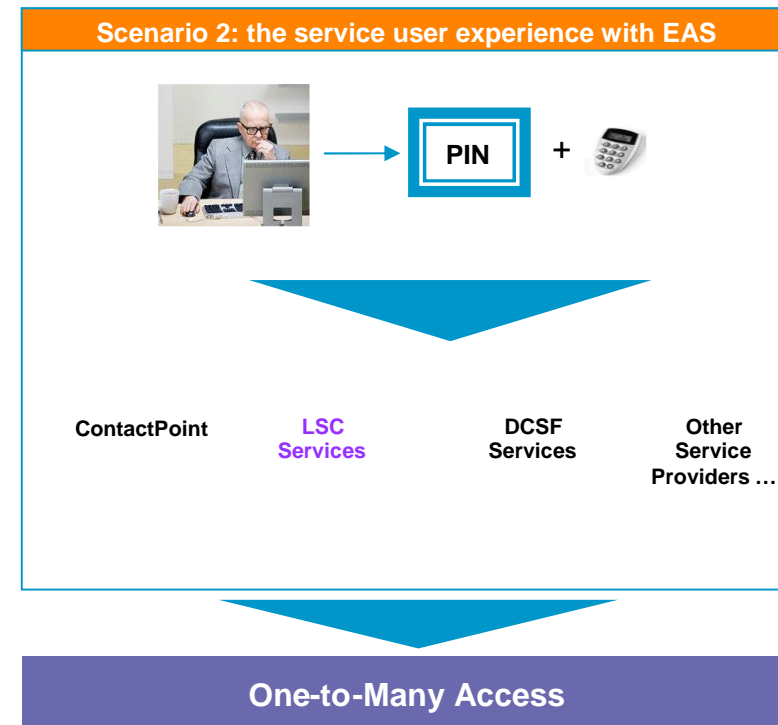 Scenario 2: the service user experience with EAS
PIN +
ContactPoint
LSC
Services
DCSF
Services
Other
Service
Providers ...
One-to-Many Access